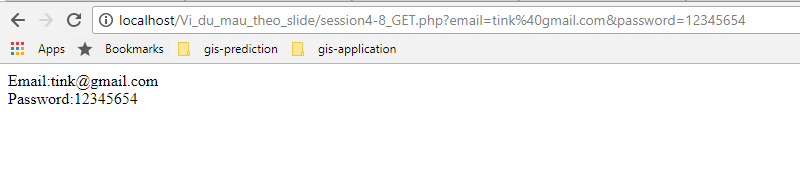 localhost/Vi_du_mau_theo_slide/session4-8_GET.php?email=tink%40gmail.com&password=12345654
Apps Bookmarks gis-prediction gis-application
Email:tink@gmail.com
Password:12345654